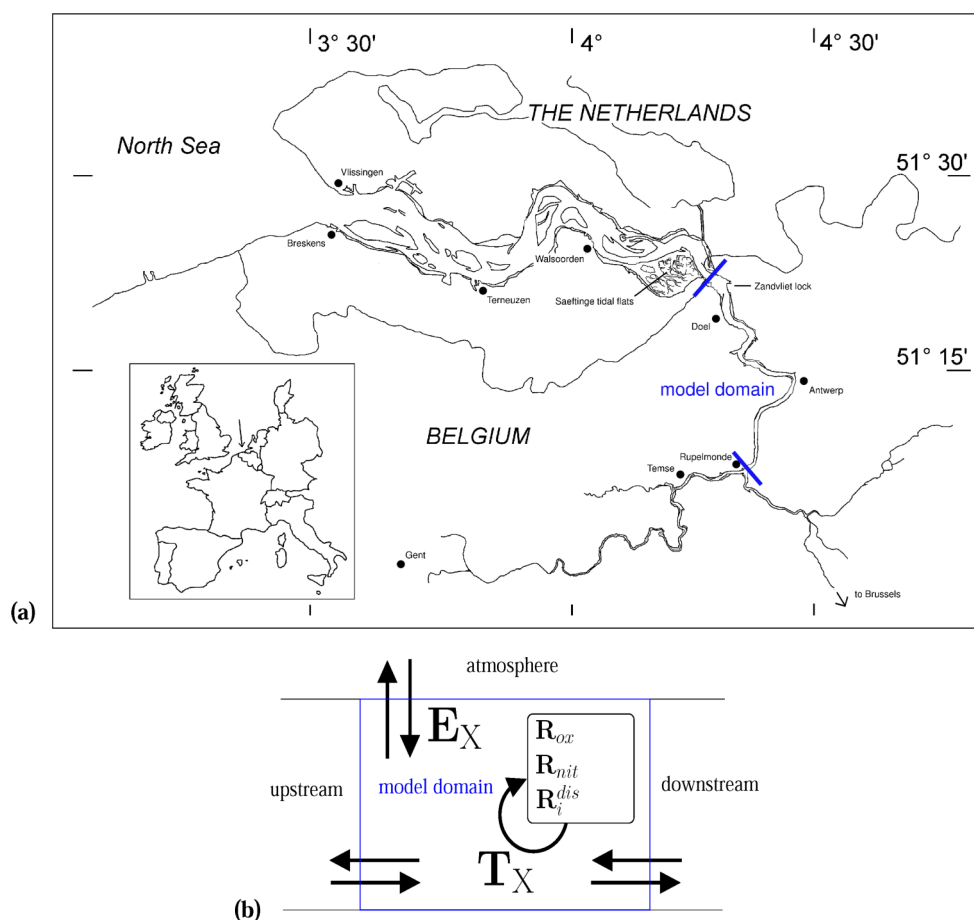 3° 30'
4°
4° 30'
THE NETHERLANDS
North Sea
51° 30'
Vlissingen
Breskens
Walsoorden
Zandvliet lock
Terneuzen
Saeftinge tidal flats
Doel
51° 15'
model domain
Antwerp
BELGIUM
Rupelmonde
Temse
Gent
to Brussels
(a)
atmosphere
E_X
R_ox
R_nit
R_i^dis
upstream
model domain
downstream
T_X
(b)